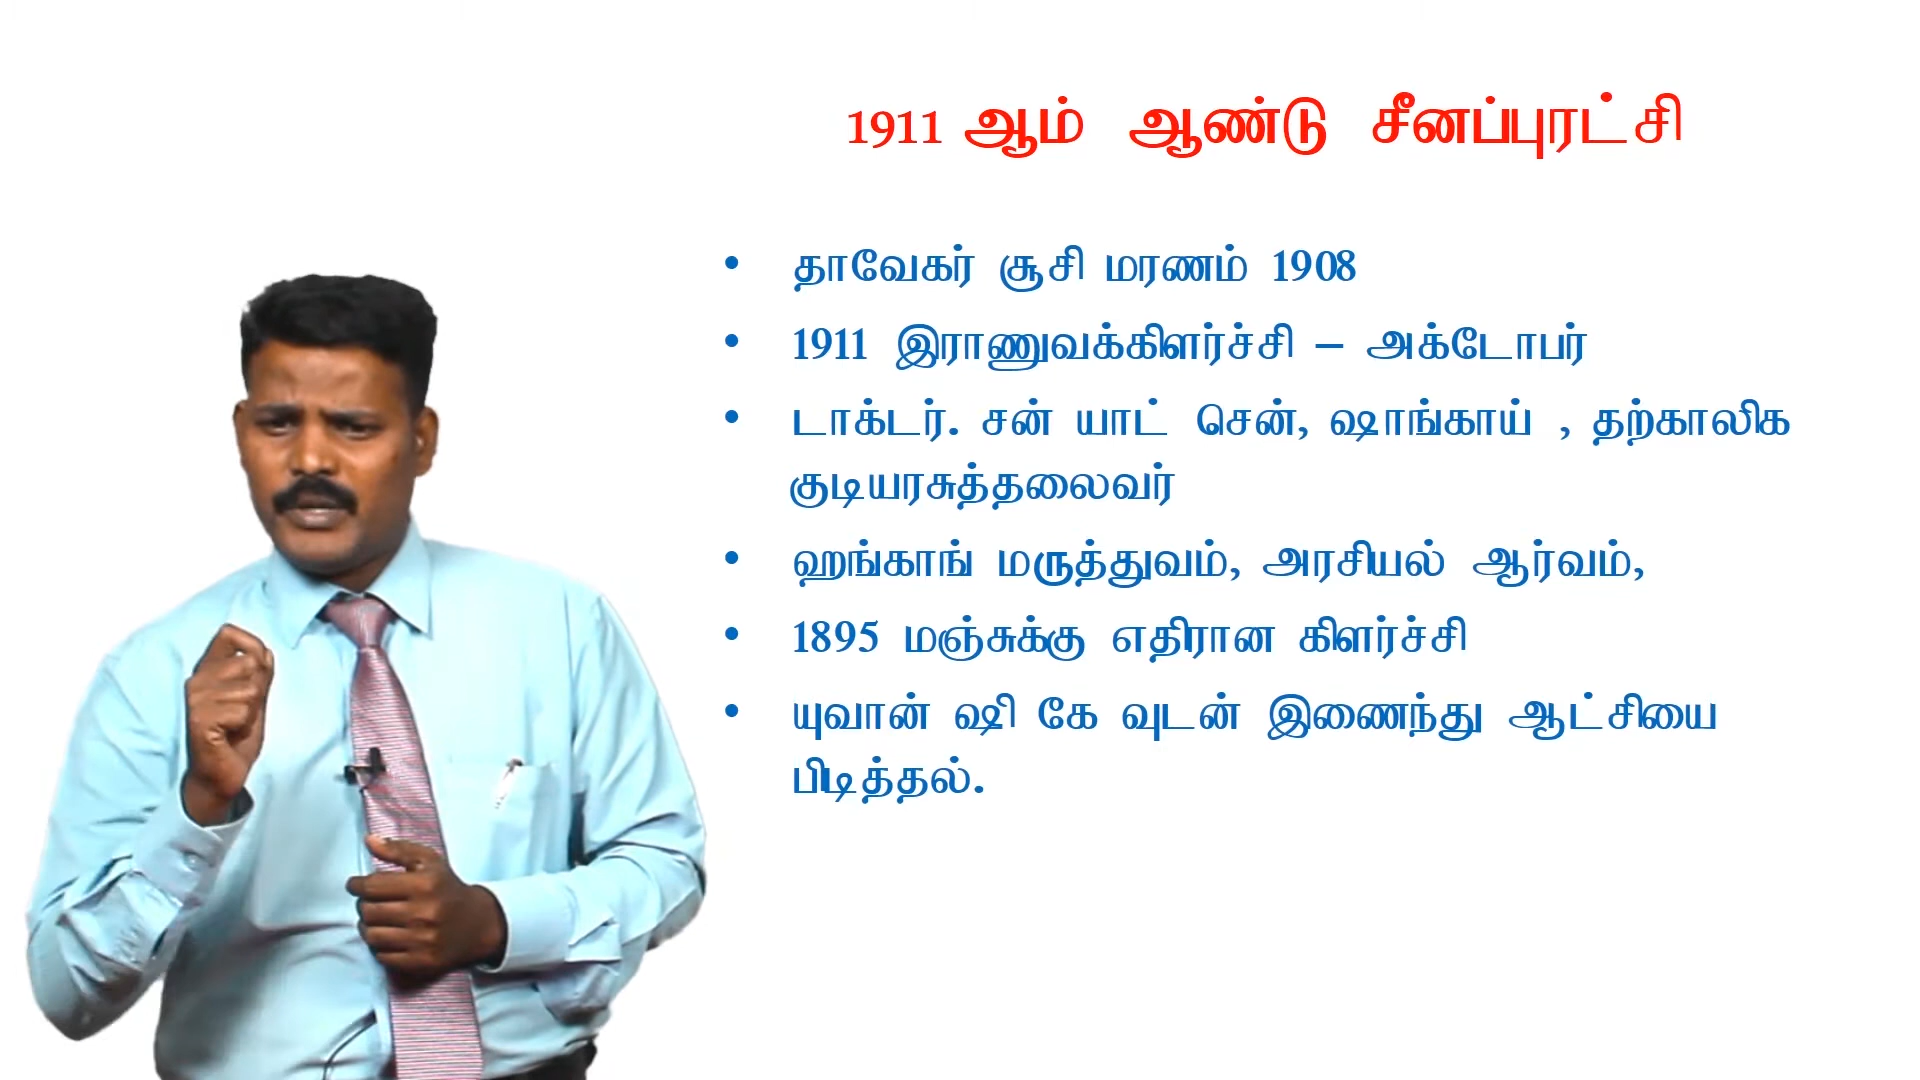 1911 ஆம் ஆண்டு சீனப்புரட்சி
• தாவேகர் சூசி மரணம் 1908
• 1911 இராணுவக்கிளர்ச்சி – அக்டோபர்
• டாக்டர். சன் யாட் சென், ஷாங்காய் , தற்காலிக
குடியரசுத்தலைவர்
• ஹங்காங் மருத்துவம், அரசியல் ஆர்வம்,
• 1895 மஞ்சுக்கு எதிரான கிளர்ச்சி
• யுவான் ஷி கே வுடன் இணைந்து ஆட்சியை
பிடித்தல்.